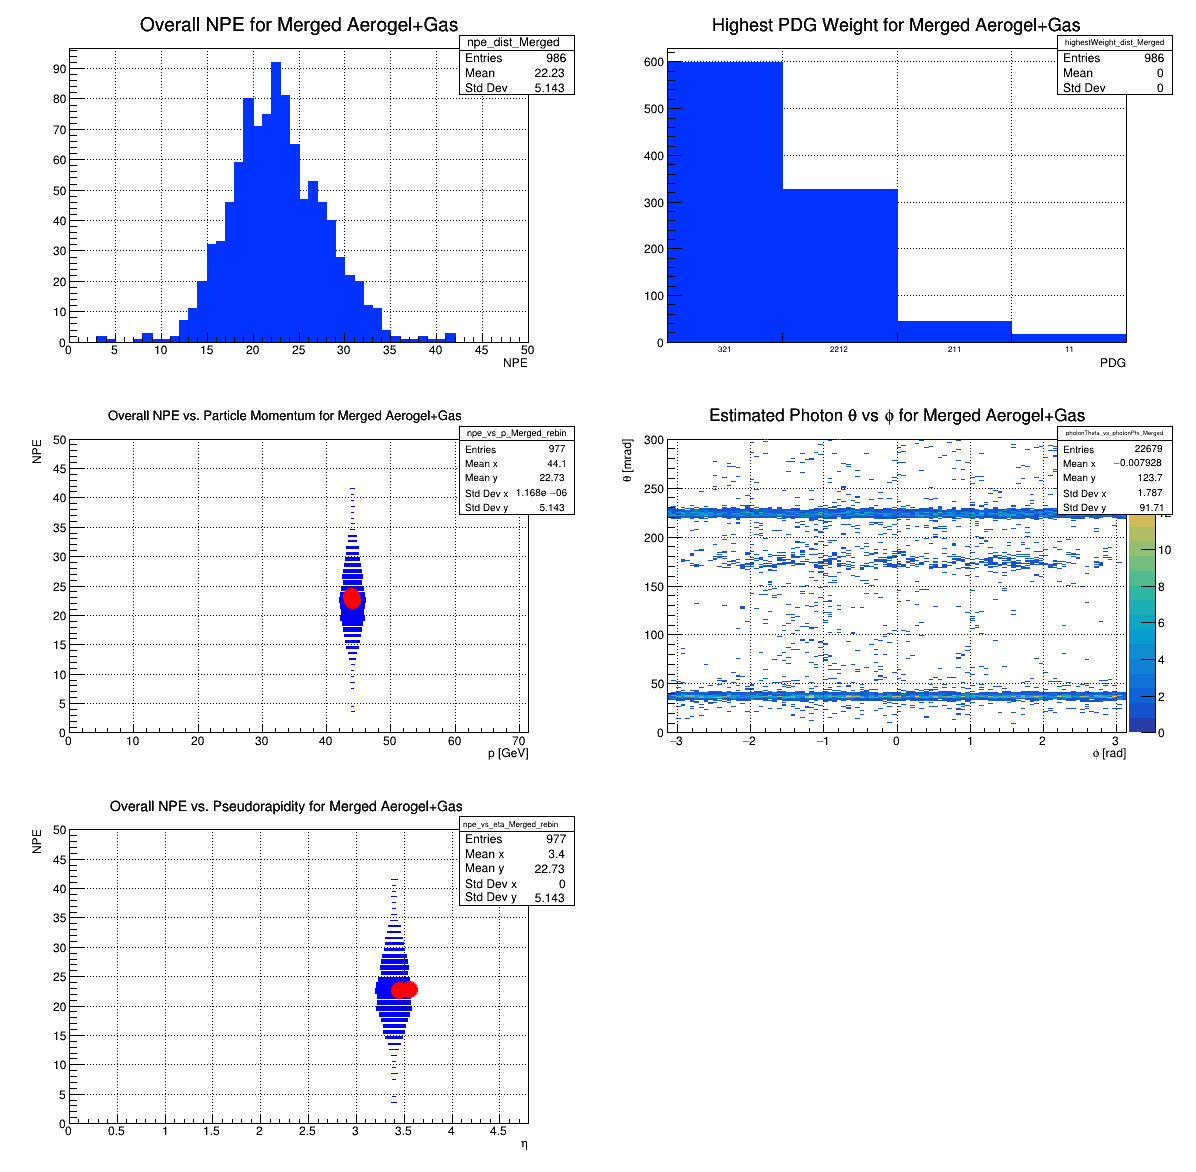 Overall NPE for Merged Aerogel+Gas
npe_dist_Merged
Entries 986
Mean 22.23
Std Dev 5.143
90
80
70
60
50
40
30
20
10
0
0 5 10 15 20 25 30 35 40 45 50
NPE
Highest PDG Weight for Merged Aerogel+Gas
highestWeight_dist_Merged
Entries 986
Mean 0
Std Dev 0
600
500
400
300
200
100
0
321 2212 211 11
PDG
Overall NPE vs. Particle Momentum for Merged Aerogel+Gas
NPE
npe_vs_p_Merged_rebin
Entries 977
Mean x 44.1
Mean y 22.73
Std Dev x 1.168e −06
Std Dev y 5.143
50
45
40
35
30
25
20
15
10
5
0
0 10 20 30 40 50 60 70
p [GeV]
Estimated Photon θ vs ϕ for Merged Aerogel+Gas
θ [mrad]
photonTheta_vs_photonPhi_Merged
Entries 22679
Mean x −0.007928
Mean y 123.7
Std Dev x 1.787
Std Dev y 91.71
300
250
200
150
100
50
0
−3 −2 −1 0 1 2 3
ϕ [rad]
10
8
6
4
2
0
Overall NPE vs. Pseudorapidity for Merged Aerogel+Gas
NPE
npe_vs_eta_Merged_rebin
Entries 977
Mean x 3.4
Mean y 22.73
Std Dev x 0
Std Dev y 5.143
50
45
40
35
30
25
20
15
10
5
0
0 0.5 1 1.5 2 2.5 3 3.5 4 4.5
η